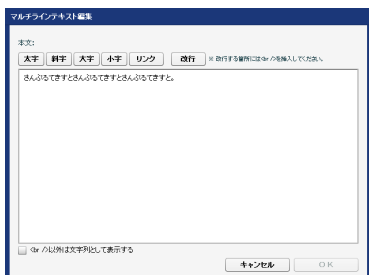 マルチラインテキスト編集
本文:
太字 斜字 大字 小字 リンク 改行 ※ 改行する箇所には<br />を挿入してください。
さんぷるてきすとさんぷるてきすとさんぷるてきすと。
<br />以外は文字列として表示する
キャンセル OK